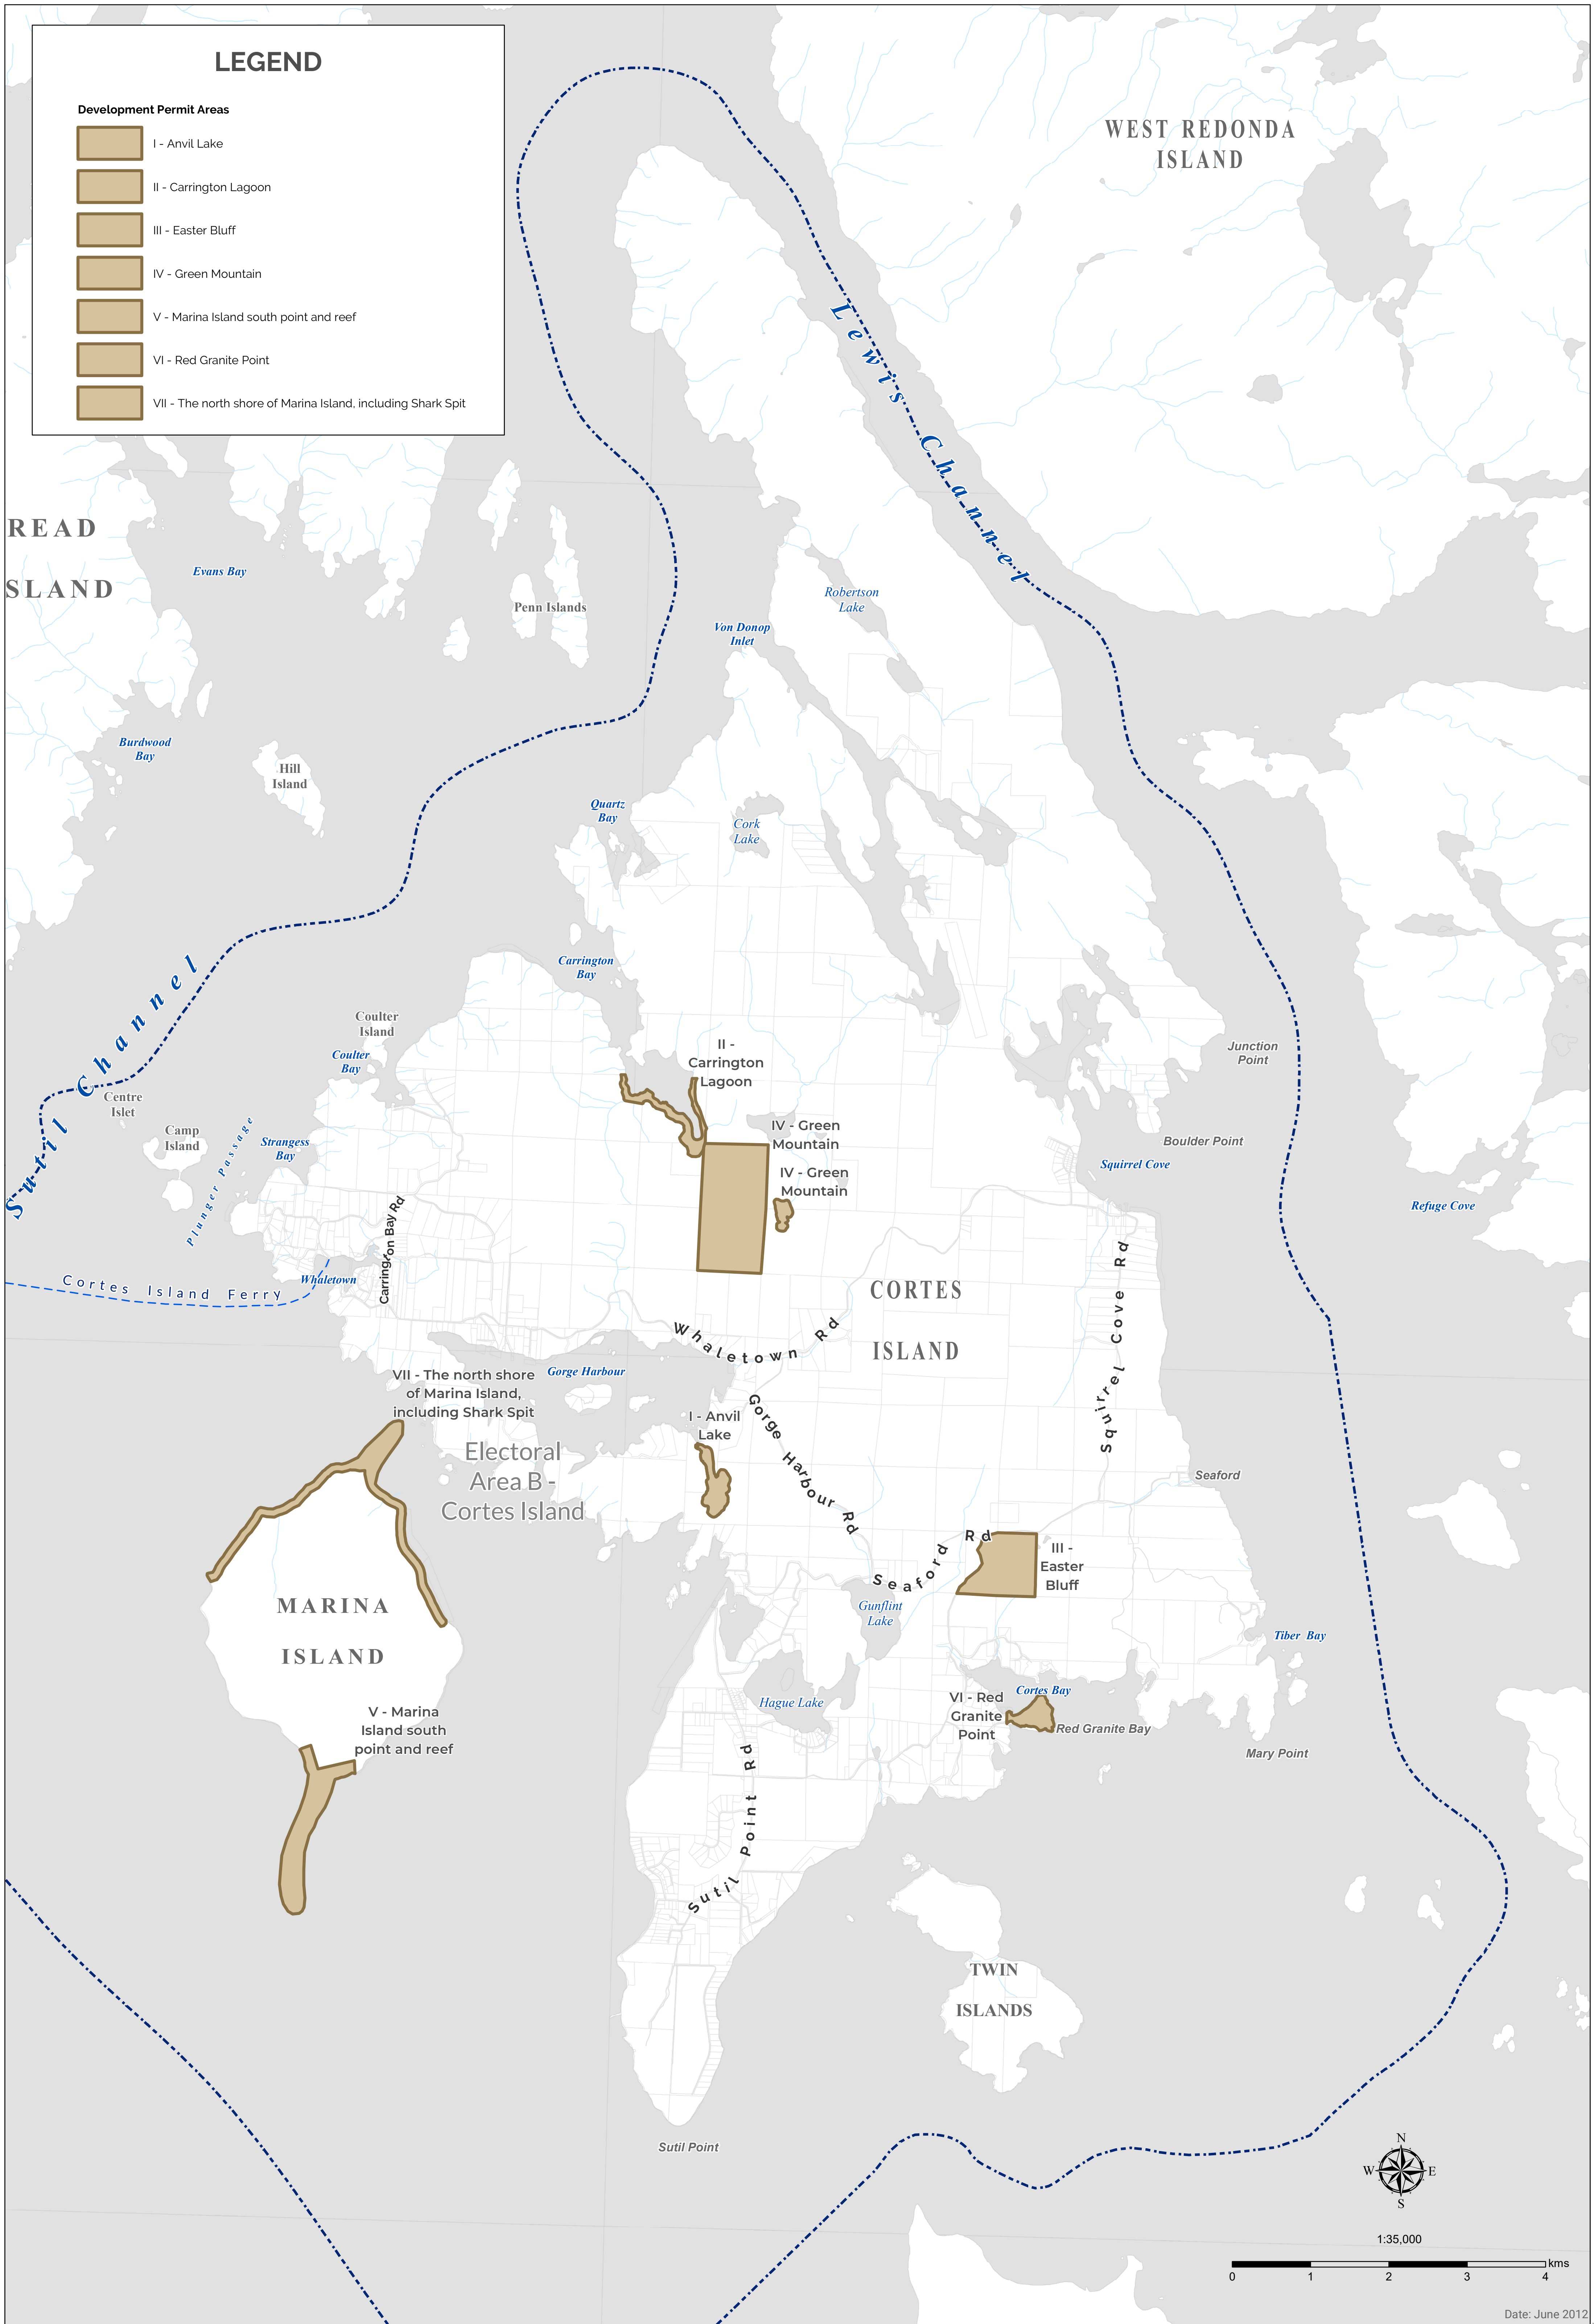 LEGEND
Development Permit Areas
I - Anvil Lake
II - Carrington Lagoon
III - Easter Bluff
IV - Green Mountain
V - Marina Island south point and reef
VI - Red Granite Point
VII - The north shore of Marina Island, including Shark Spit
WEST REDONDA
ISLAND
Lewis Channel
READ
SLAND
Evans Bay
Penn Islands
Robertson
Lake
Von Donop
Inlet
Burdwood
Bay
Hill
Island
Quartz
Bay
Cork
Lake
Carrington
Bay
Sutil Channel
Coulter
Island
Coulter
Bay
Centre
Islet
Camp
Island
Plunger Passage
Strangess
Bay
II -
Carrington
Lagoon
Junction
Point
IV - Green
Mountain
Boulder Point
Squirrel Cove
IV - Green
Mountain
Refuge Cove
Carrington Bay Rd
Cortes Island Ferry
Whaletown
CORTES
ISLAND
Squirrel Cove Rd
Whaletown Rd
VII - The north shore
of Marina Island,
including Shark Spit
Gorge Harbour
I - Anvil
Lake
Gorge Harbour Rd
Electoral
Area B -
Cortes Island
Seaford
Seaford Rd
III -
Easter
Bluff
MARINA
ISLAND
Gunflint
Lake
Tiber Bay
Hague Lake
Cortes Bay
VI - Red
Granite
Point
Red Granite Bay
Mary Point
V - Marina
Island south
point and reef
Sutil Point Rd
TWIN
ISLANDS
Sutil Point
N
W
E
S
1:35,000
kms
0 1 2 3 4
Date: June 2012